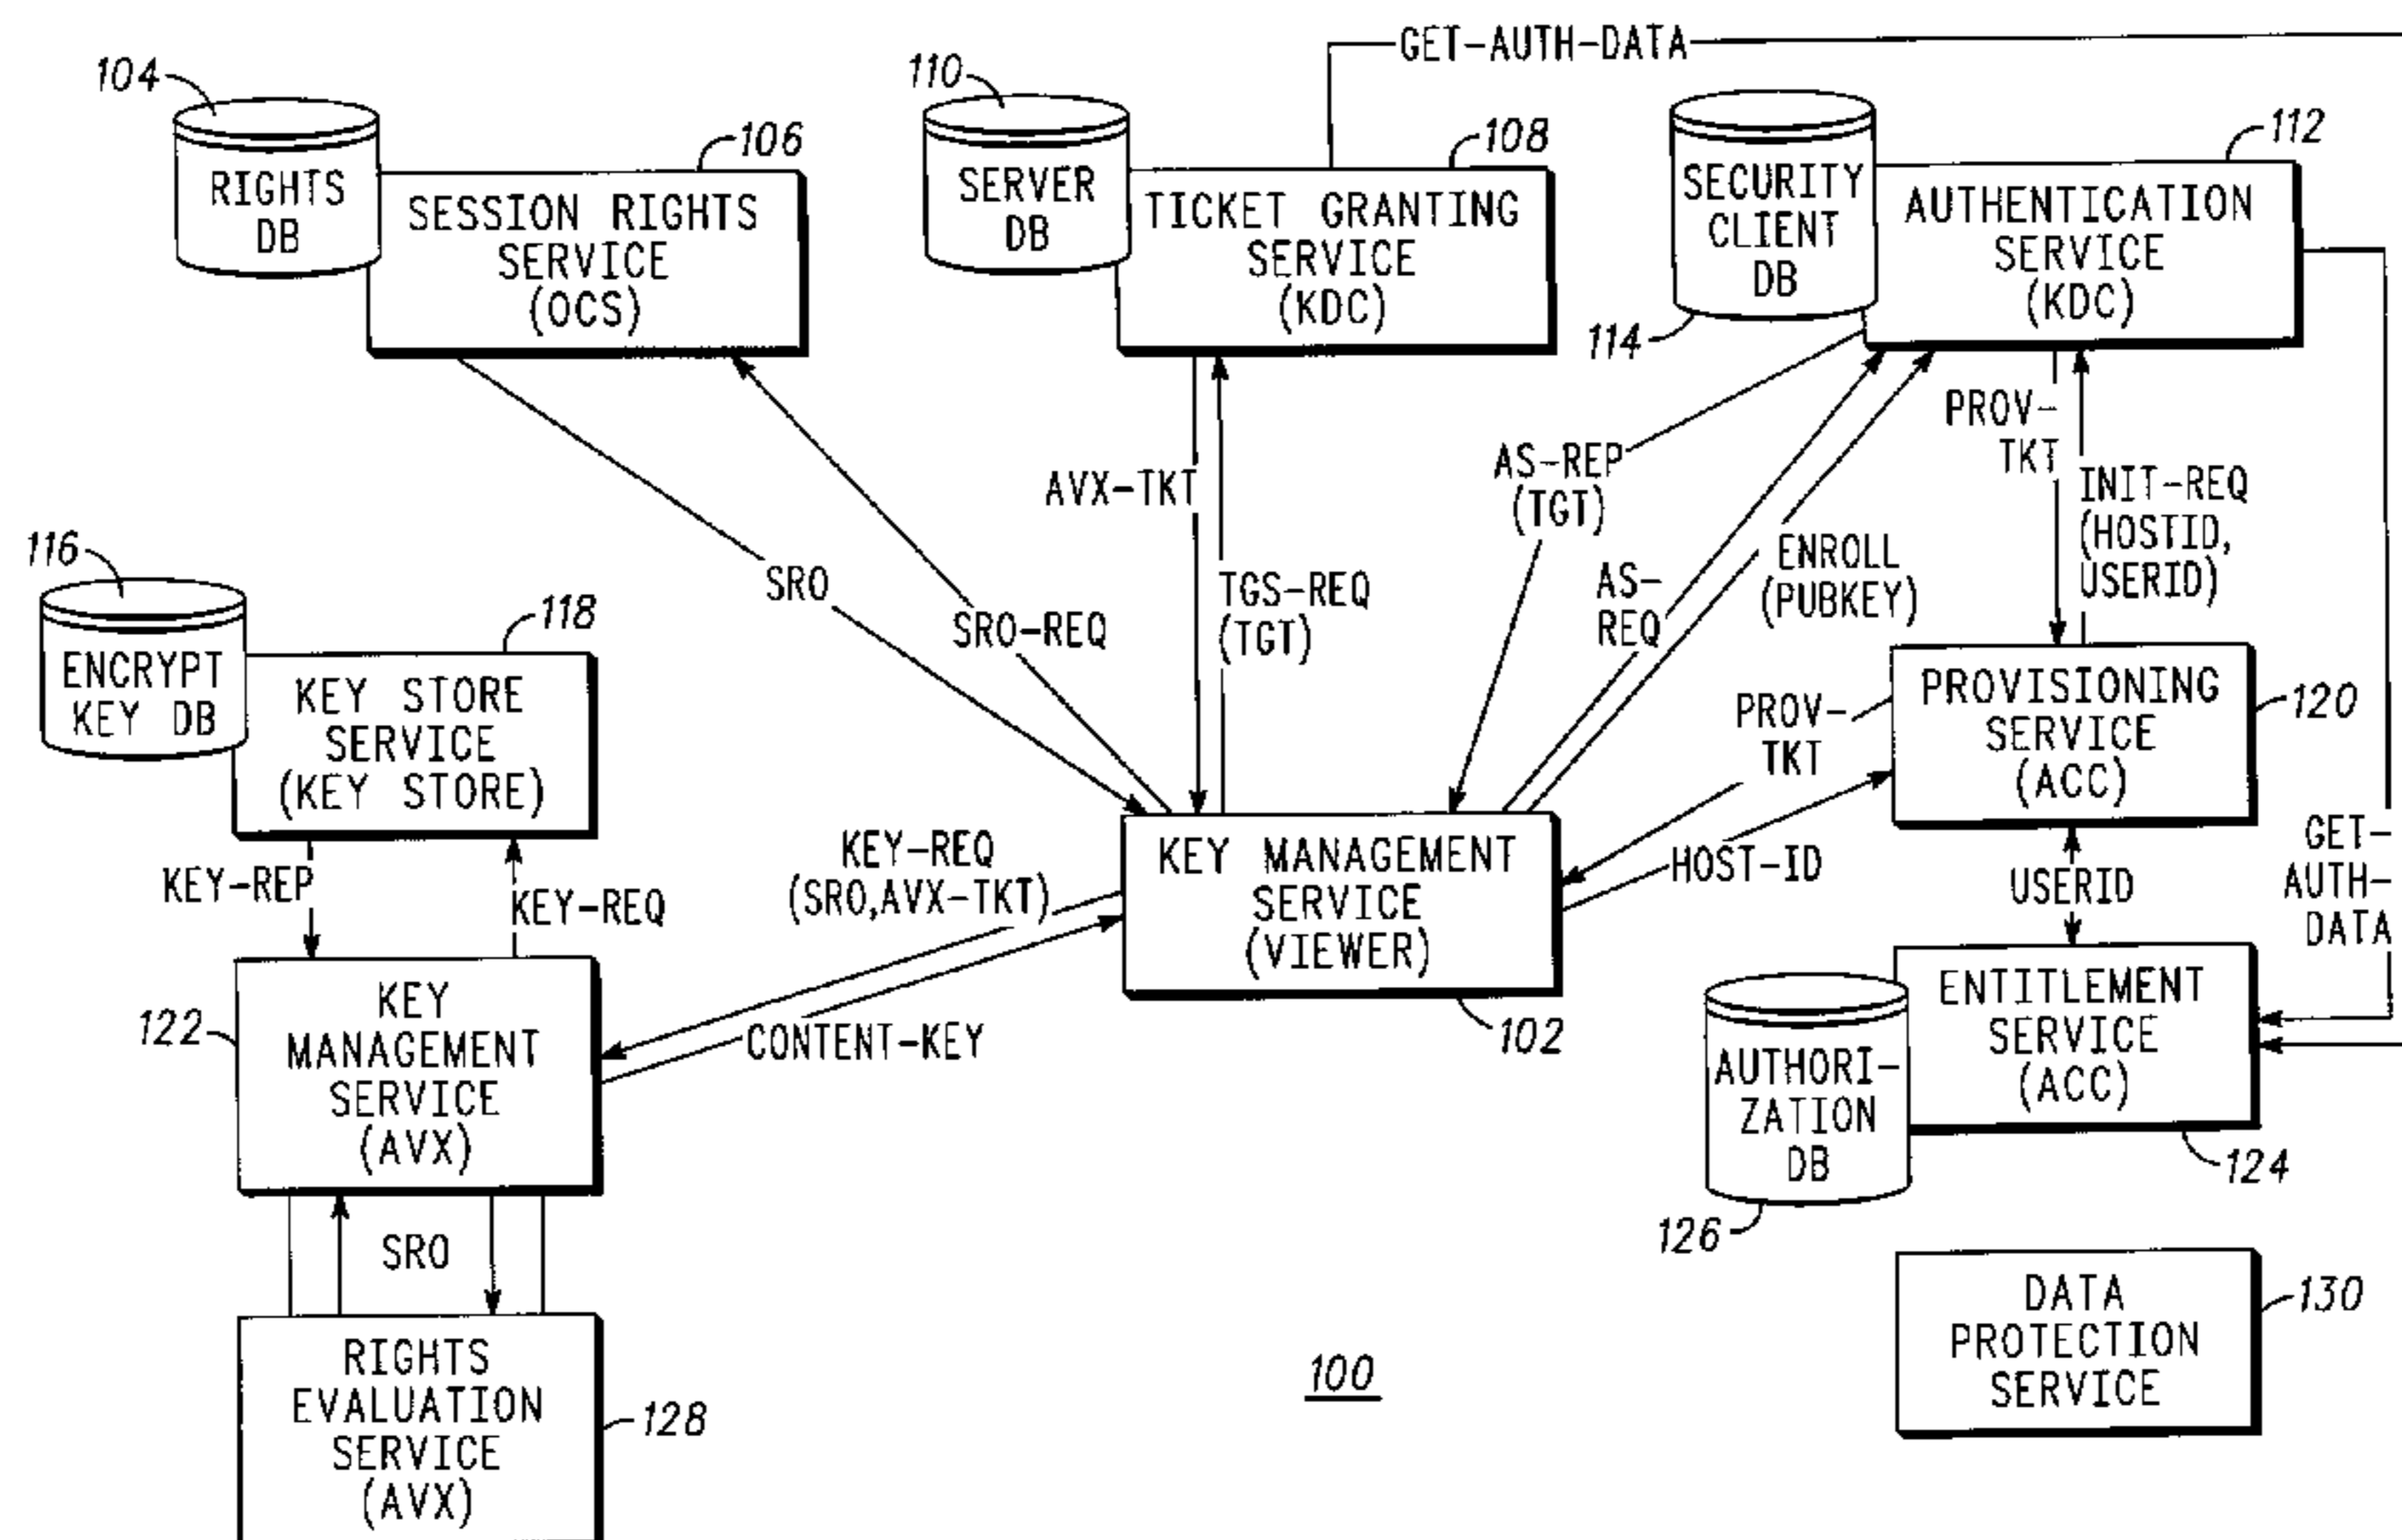 GET-AUTH-DATA
104
110
106
108
112
RIGHTS
DB
SESSION RIGHTS
SERVICE
(OCS)
SERVER
DB
TICKET GRANTING
SERVICE
(KDC)
SECURITY
CLIENT
DB
AUTHENTICATION
SERVICE
(KDC)
114
PROV-
TKT
AS-REP
(TGT)
AVX-TKT
INIT-REQ
(HOSTID,
USERID)
116
ENROLL
(PUBKEY)
SRO
SRO-REQ
TGS-REQ
(TGT)
AS-
REQ
118
ENCRYPT
KEY DB
KEY STORE
SERVICE
(KEY STORE)
PROVISIONING
SERVICE
(ACC)
120
PROV-
TKT
KEY-REP
KEY-REQ
KEY-REQ
(SRO,AVX-TKT)
KEY MANAGEMENT
SERVICE
(VIEWER)
HOST-ID
USERID
GET-
AUTH-
DATA
122
KEY
MANAGEMENT
SERVICE
(AVX)
CONTENT-KEY
102
ENTITLEMENT
SERVICE
(ACC)
AUTHORI-
ZATION
DB
124
126
SRO
DATA
PROTECTION
SERVICE
130
RIGHTS
EVALUATION
SERVICE
(AVX)
128
100